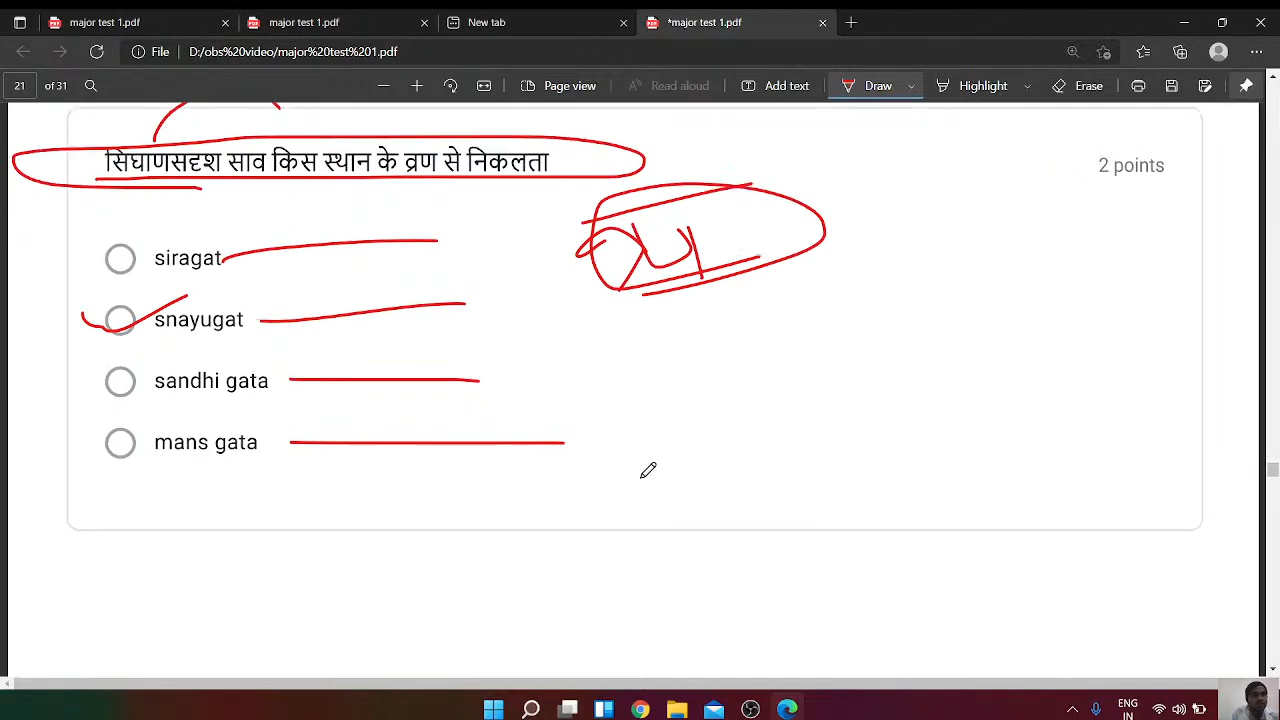 major test 1.pdf
major test 1.pdf
New tab
*major test 1.pdf
File
D:/obs%20video/major%20test%201.pdf
21 of 31
Page view
Read aloud
Add text
Draw
Highlight
Erase
सिघाणसदृश साव किस स्थान के व्रण से निकलता
2 points
siragat
snayugat
sandhi gata
mans gata
ENG
IN